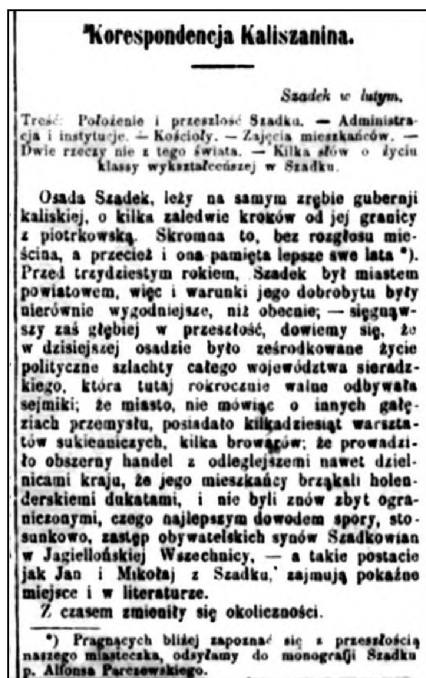 Korespondencja Kaliszanina.
Szadek w lutym.
Treść: Położenie i przeszłość Szadku. — Administra-
cja i instytucje. — Kościoły. — Zajęcia mieszkańców. —
Dwie rzeczy nie z tego świata. — Kilka słów o życiu
klassy wykształceńszej w Szadku.
Osada Szadek, leży na samym zrębie gubernji
kaliskiej, o kilka zaledwie kroków od jej granicy
z piotrkowską. Skromna to, bez rozgłosu mie-
ścina, a przecież i ona pamięta lepsze swe lata *).
Przed trzydziestym rokiem, Szadek był miastem
powiatowem, więc i warunki jego dobrobytu były
nierównie wygodniejsze, niż obecnie; — sięgnąw-
szy zaś głębiej w przeszłość, dowiemy się, że
w dzisiejszej osadzie było ześrodkowane życie
polityczne szlachty całego województwa sieradz-
kiego, która tutaj rokrocznie walne odbywała
sejmiki; że miasto, nie mówiąc o innych gałę-
ziach przemysłu, posiadało kilkadziesiąt warszta-
tów sukienniczych, kilka browarów; że prowadzi-
ło obszerny handel z odleglejszemi nawet dziel-
nicami kraju, że jego mieszkańcy brząkali holen-
derskiemi dukatami, i nie byli znów zbyt ogra-
niczonymi, czego najlepszym dowodem spory, sto-
sunkowo, zastęp obywatelskich synów Szadkowian
w Jagiellońskiej Wszechnicy, — a takie postacie
jak Jan i Mikołaj z Szadku, zajmują pokaźne
miejsce i w literaturze.
Z czasem zmieniły się okoliczności.
*) Pragnących bliżej zapoznać się z przeszłością
naszego miasteczka, odsyłamy do monografji Szadku
p. Alfonsa Parczewskiego.